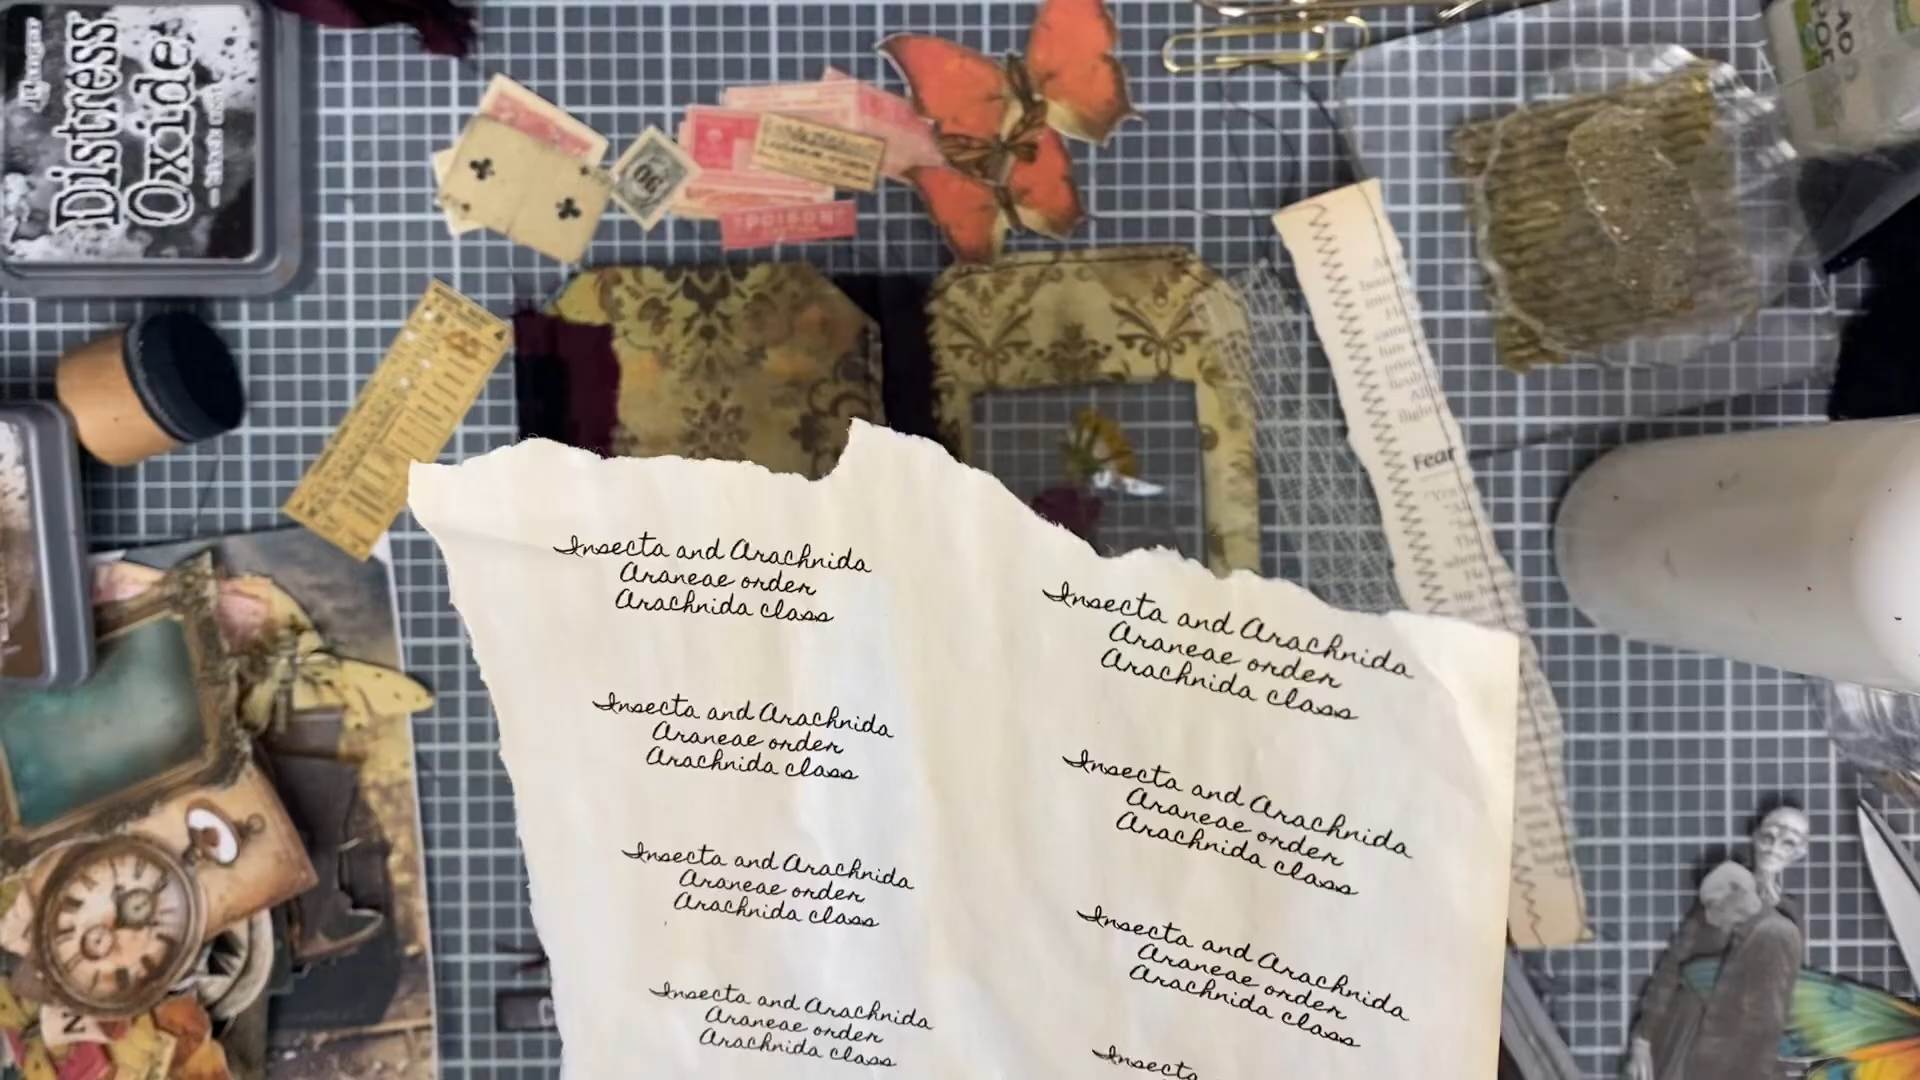 Distress
Oxide
POISON
Fear
Insecta and Arachnida
Araneae order
Arachnida class
Insecta and Arachnida
Araneae order
Arachnida class
Insecta and Arachnida
Araneae order
Arachnida class
Insecta and Arachnida
Araneae order
Arachnida class
Insecta and Arachnida
Araneae order
Arachnida class
Insecta and Arachnida
Araneae order
Arachnida class
Insecta and Arachnida
Araneae order
Arachnida class
Insecta